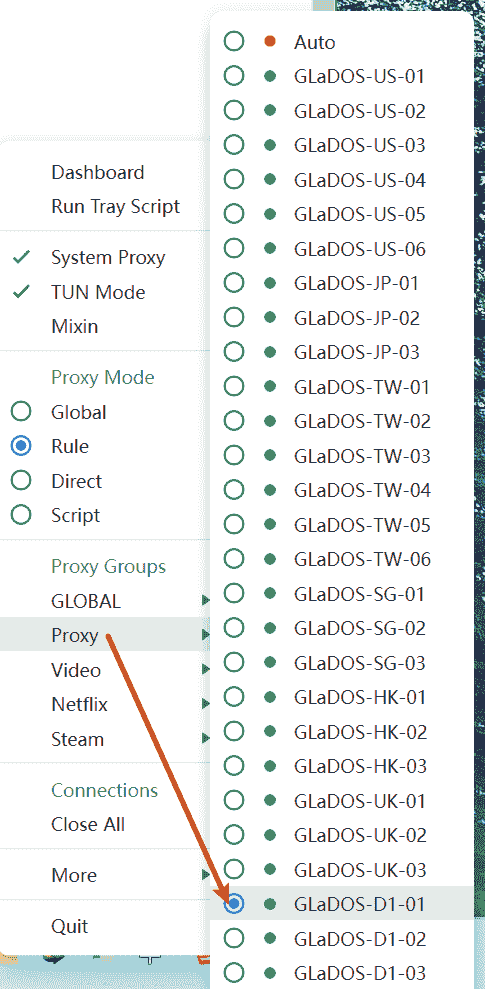 Dashboard
Run Tray Script
System Proxy
TUN Mode
Mixin
Proxy Mode
Global
Rule
Direct
Script
Proxy Groups
GLOBAL
Proxy
Video
Netflix
Steam
Connections
Close All
More
Quit
Auto
GLaDOS-US-01
GLaDOS-US-02
GLaDOS-US-03
GLaDOS-US-04
GLaDOS-US-05
GLaDOS-US-06
GLaDOS-JP-01
GLaDOS-JP-02
GLaDOS-JP-03
GLaDOS-TW-01
GLaDOS-TW-02
GLaDOS-TW-03
GLaDOS-TW-04
GLaDOS-TW-05
GLaDOS-TW-06
GLaDOS-SG-01
GLaDOS-SG-02
GLaDOS-SG-03
GLaDOS-HK-01
GLaDOS-HK-02
GLaDOS-HK-03
GLaDOS-UK-01
GLaDOS-UK-02
GLaDOS-UK-03
GLaDOS-D1-01
GLaDOS-D1-02
GLaDOS-D1-03